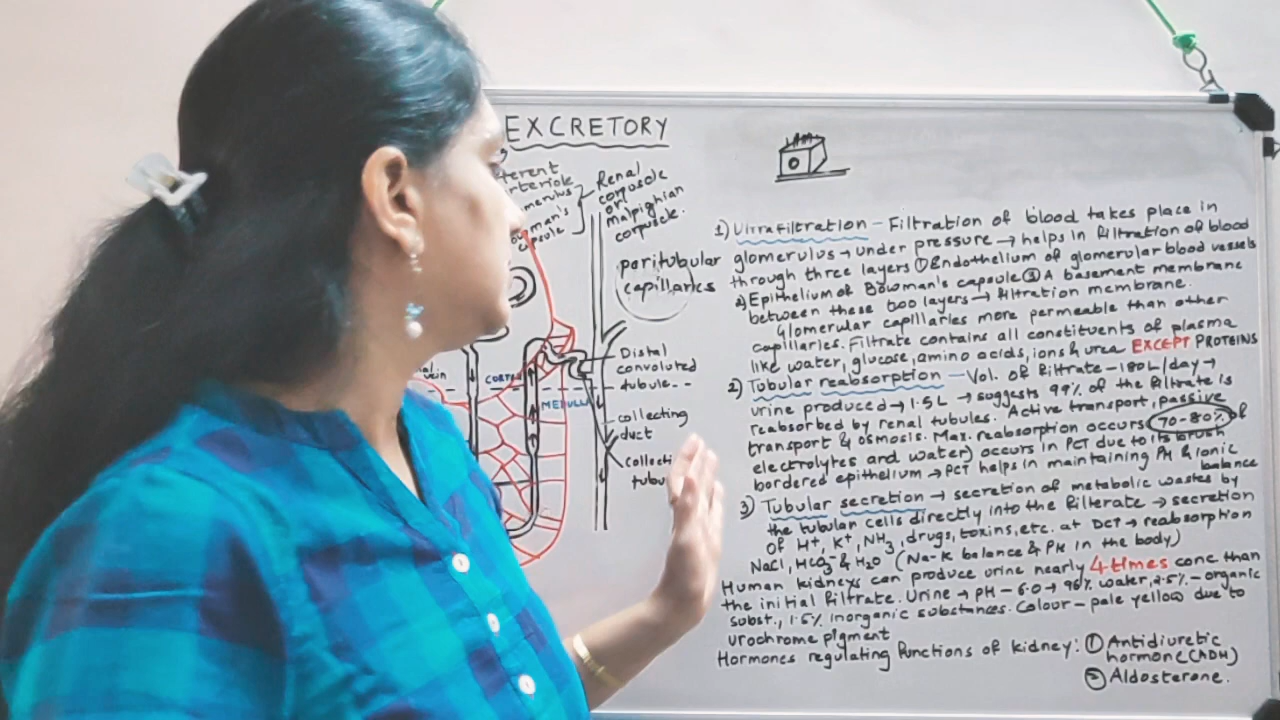 EXCRETORY
Renal
corpuscle
or
malpighian
corpuscle.
peritubular
capillaries
CORTEX
MEDULLA
Distal
convoluted
tubule--
collecting
duct
1) Ultrafiltration - Filtration of blood takes place in
glomerulus → under pressure → helps in filtration of blood
through three layers ① Endothelium of glomerular blood vessels
② Epithelium of Bowman's capsule ③ A basement membrane
between these two layers → filtration membrane.
Glomerular capillaries more permeable than other
capillaries. Filtrate contains all constituents of plasma
like water, glucose, amino acids, ions & urea EXCEPT PROTEINS
2) Tubular reabsorption - Vol. of filtrate - 180L/day →
urine produced → 1.5 L → suggests 99% of the filtrate is
reabsorbed by renal tubules. Active transport, passive
transport & osmosis. Max. reabsorption occurs (70-80% of
electrolytes and water) occurs in PCT due to its brush
bordered epithelium → PCT helps in maintaining PH & ionic
balance
3) Tubular secretion → secretion of metabolic wastes by
the tubular cells directly into the filterate → secretion
of H+, K+, NH3, drugs, toxins, etc. at DCT → reabsorption
NaCl, HCO3- & H2O (Na-K balance & PH in the body)
Human kidneys can produce urine nearly 4 times conc than
the initial filtrate. Urine → PH - 6.0 → 96% water, 2.5% - organic
subst., 1.5% inorganic substances. Colour - pale yellow due to
urochrome pigment
Hormones regulating functions of kidney: ① Antidiuretic
hormone (ADH)
② Aldosterone.